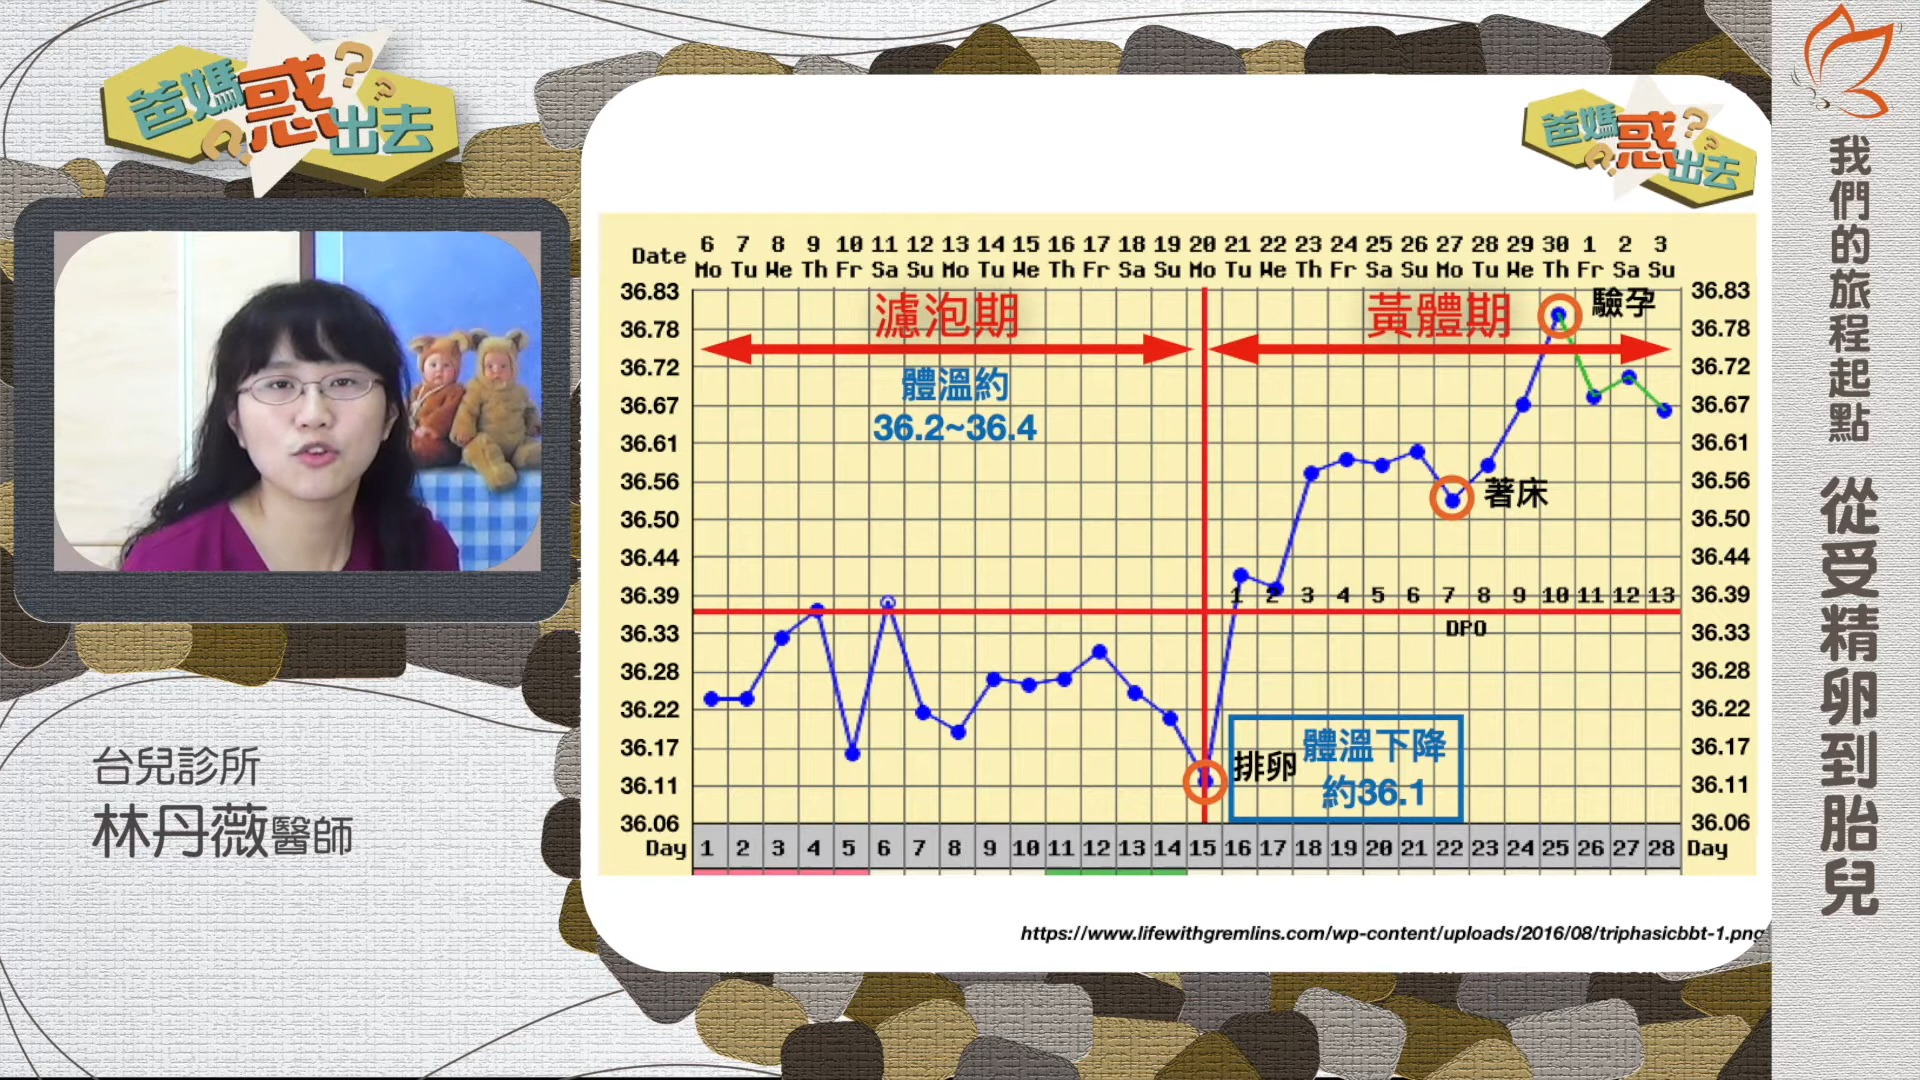 爸媽惑出去
台兒診所
林丹薇醫師
爸媽惑出去
Date 6 7 8 9 10 11 12 13 14 15 16 17 18 19 20 21 22 23 24 25 26 27 28 29 30 1 2 3
Mo Tu We Th Fr Sa Su Mo Tu We Th Fr Sa Su Mo Tu We Th Fr Sa Su Mo Tu We Th Fr Sa Su
36.83 36.83
36.78 36.78
36.72 36.72
36.67 36.67
36.61 36.61
36.56 36.56
36.50 36.50
36.44 36.44
36.39 36.39
36.33 36.33
36.28 36.28
36.22 36.22
36.17 36.17
36.11 36.11
36.06 36.06
濾泡期
黃體期
驗孕
體溫約
36.2~36.4
著床
1 2 3 4 5 6 7 8 9 10 11 12 13
DPO
排卵
體溫下降
約36.1
Day 1 2 3 4 5 6 7 8 9 10 11 12 13 14 15 16 17 18 19 20 21 22 23 24 25 26 27 28 Day
https://www.lifewithgremlins.com/wp-content/uploads/2016/08/triphasicbbt-1.png
我們的旅程起點 從受精卵到胎兒